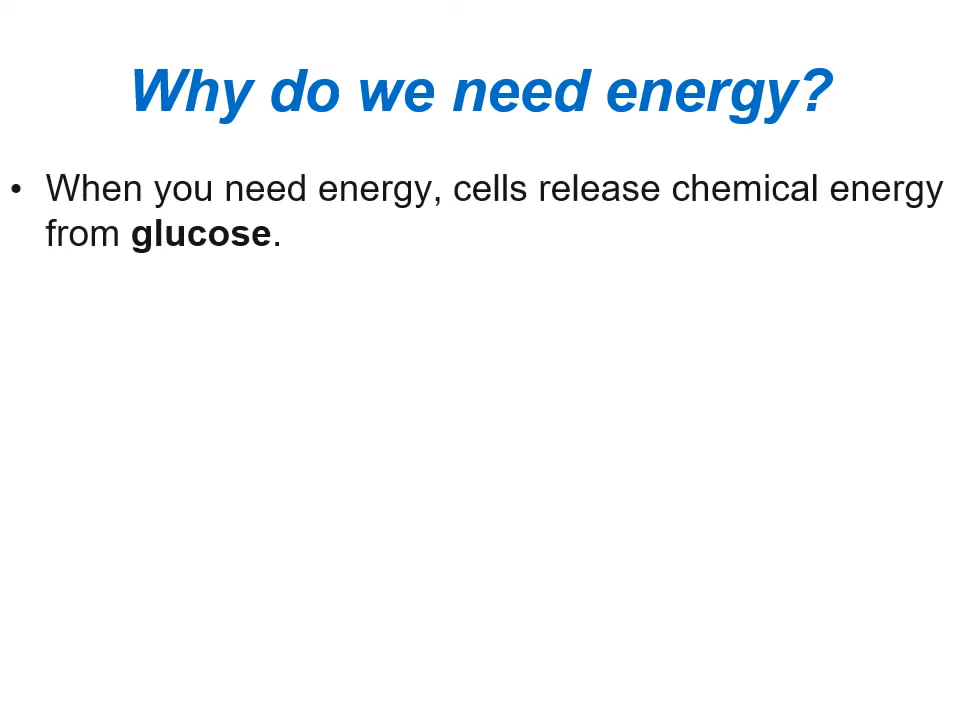 Why do we need energy?
• When you need energy, cells release chemical energy
from glucose.